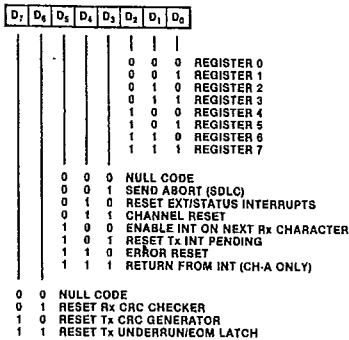 D7 D6 D5 D4 D3 D2 D1 D0
0 0 0 REGISTER 0
0 0 1 REGISTER 1
0 1 0 REGISTER 2
0 1 1 REGISTER 3
1 0 0 REGISTER 4
1 0 1 REGISTER 5
1 1 0 REGISTER 6
1 1 1 REGISTER 7
0 0 0 NULL CODE
0 0 1 SEND ABORT (SDLC)
0 1 0 RESET EXT/STATUS INTERRUPTS
0 1 1 CHANNEL RESET
1 0 0 ENABLE INT ON NEXT Rx CHARACTER
1 0 1 RESET Tx INT PENDING
1 1 0 ERROR RESET
1 1 1 RETURN FROM INT (CH-A ONLY)
0 0 NULL CODE
0 1 RESET Rx CRC CHECKER
1 0 RESET Tx CRC GENERATOR
1 1 RESET Tx UNDERRUN/EOM LATCH